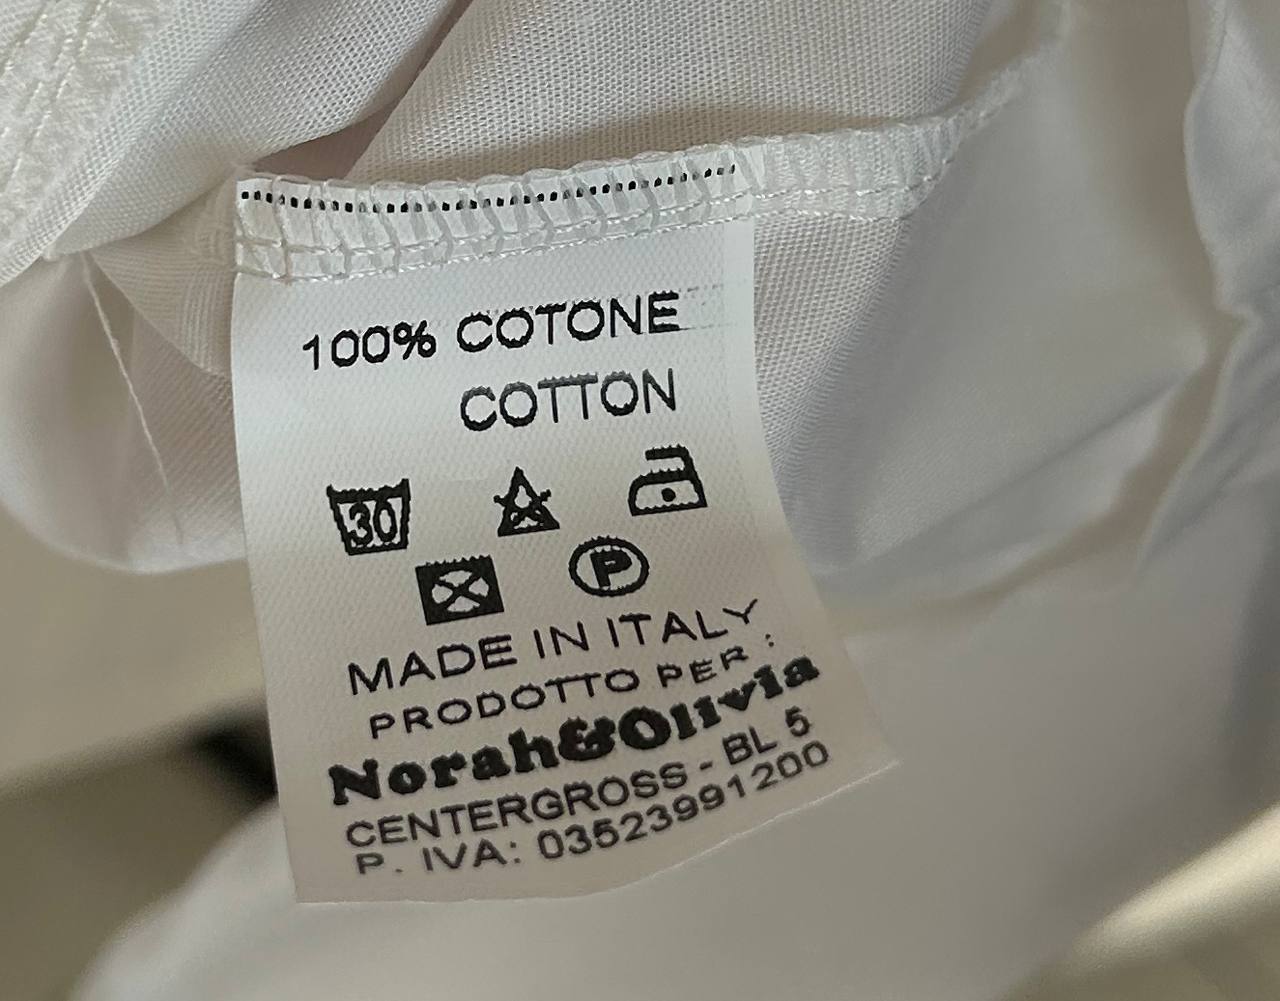 100% COTONE
COTTON
30
P
MADE IN ITALY
PRODOTTO PER :
Norah&Olivia
CENTERGROSS - BL 5
P. IVA: 03523991200